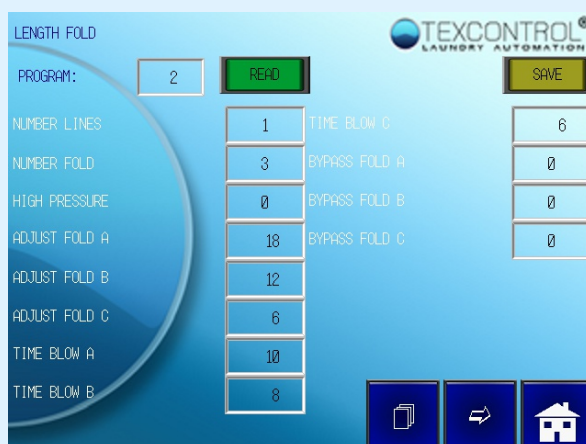 LENGTH FOLD
TEXCONTROL®
LAUNDRY AUTOMATION
PROGRAM: 2 READ SAVE
NUMBER LINES 1 TIME BLOW C 6
NUMBER FOLD 3 BYPASS FOLD A 0
HIGH PRESSURE 0 BYPASS FOLD B 0
ADJUST FOLD A 18 BYPASS FOLD C 0
ADJUST FOLD B 12
ADJUST FOLD C 6
TIME BLOW A 10
TIME BLOW B 8